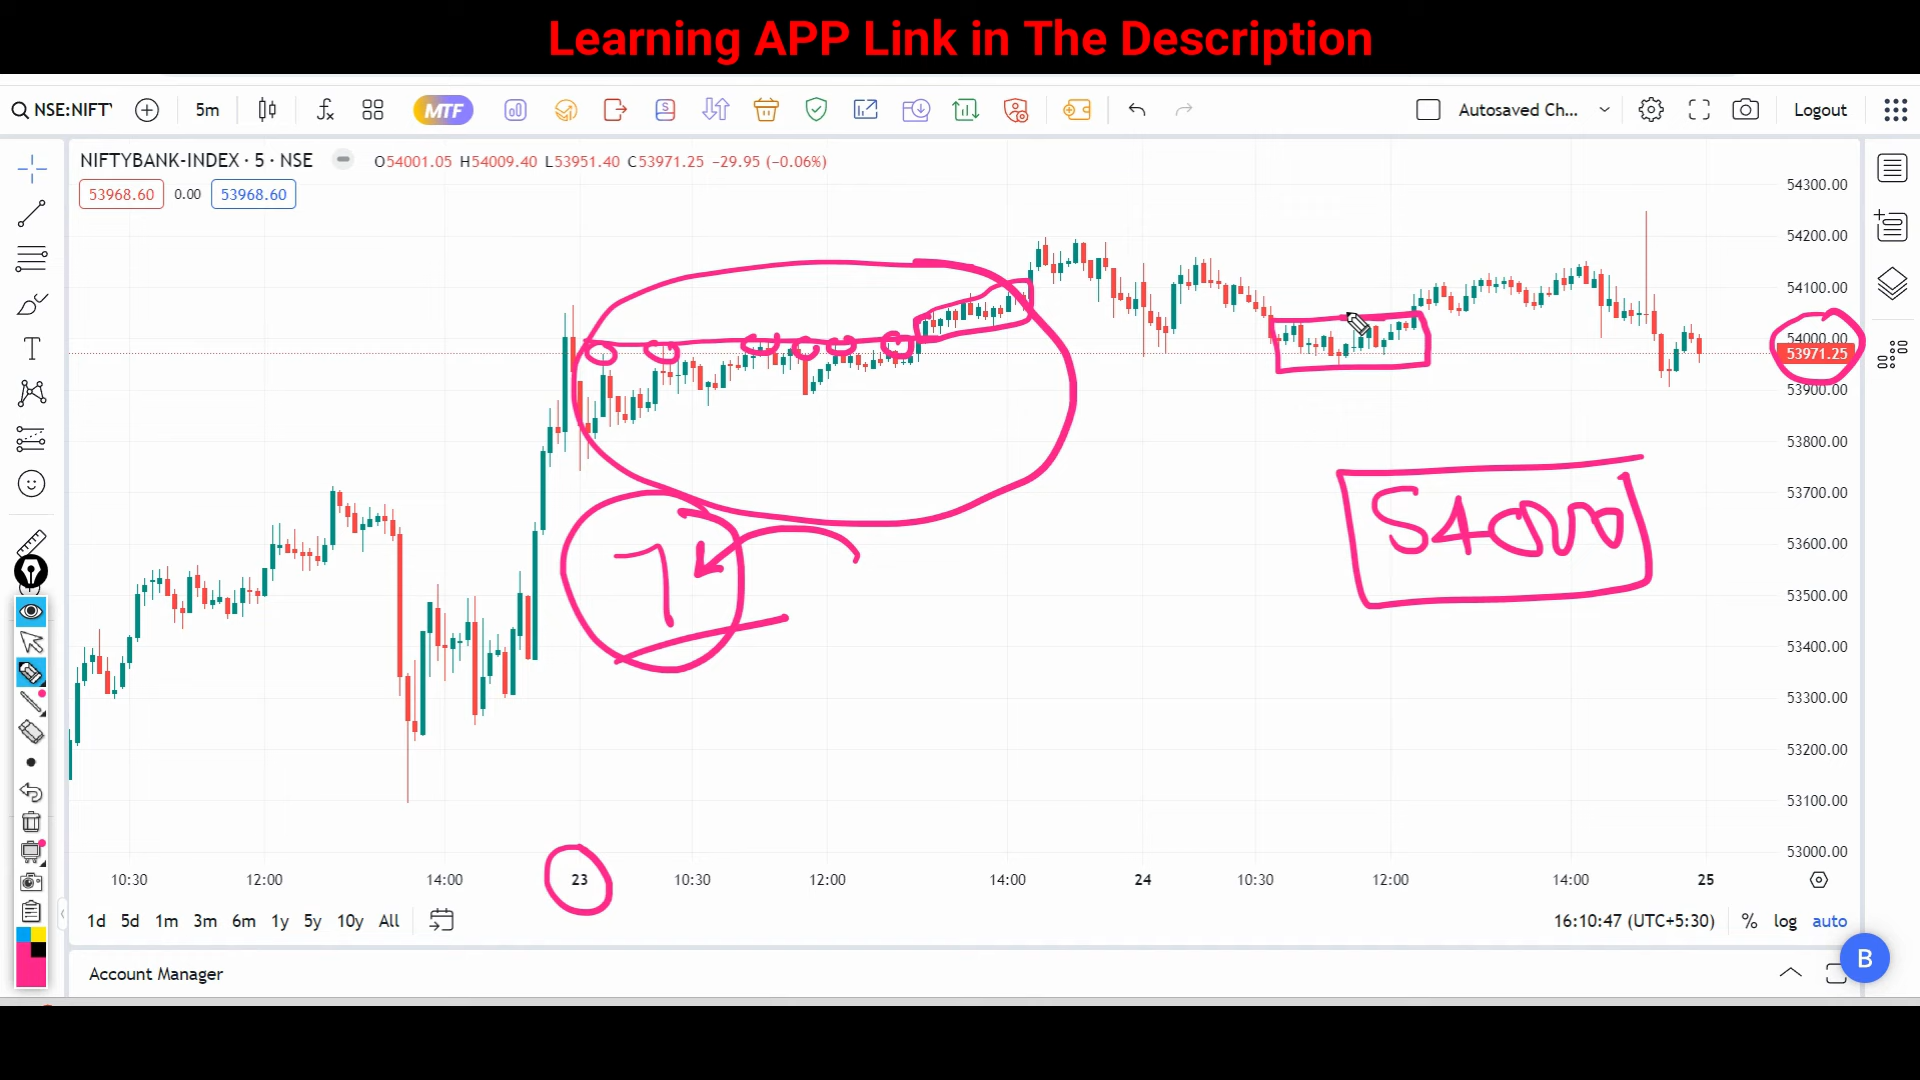 Learning APP Link in The Description
NSE:NIFTY 5m MTF Autosaved Ch... Logout
NIFTYBANK-INDEX · 5 · NSE O54001.05 H54009.40 L53951.40 C53971.25 −29.95 (−0.06%)
53968.60 0.00 53968.60
54300.00
54200.00
54100.00
54000.00
53971.25
53900.00
53800.00
53700.00
54000
53600.00
53500.00
53400.00
53300.00
53200.00
53100.00
53000.00
10:30 12:00 14:00 23 10:30 12:00 14:00 24 10:30 12:00 14:00 25
1d 5d 1m 3m 6m 1y 5y 10y All 16:10:47 (UTC+5:30) % log auto
Account Manager
B